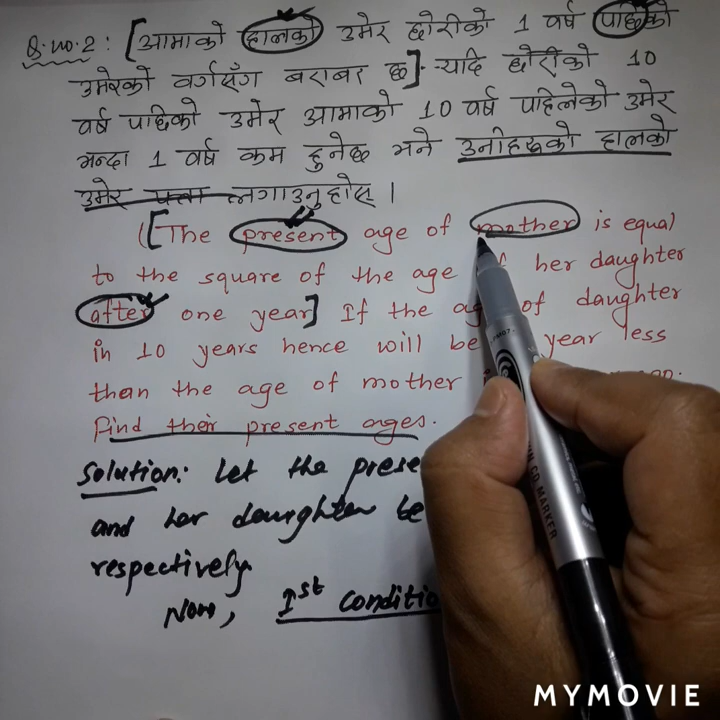 Q.no.2: [आमाको हालको उमेर छोरीको 1 वर्ष पछिको
उमेरको वर्गसँग बराबर छ]. यदि छोरीको 10
वर्ष पाछिको उमेर आमाको 10 वर्ष पहिलेको उमेर
भन्दा 1 वर्ष कम हुनेछ भने उनीहरूको हालको
उमेर पत्ता लगाउनुहोस् ।
([The present age of mother is equal
to the square of the age of her daughter
after one year] If the age of daughter
in 10 years hence will be year less
than the age of mother
Find their present ages.
Solution: Let the prese
and her daughter be
respectively
Now, Ist conditio
MYMOVIE